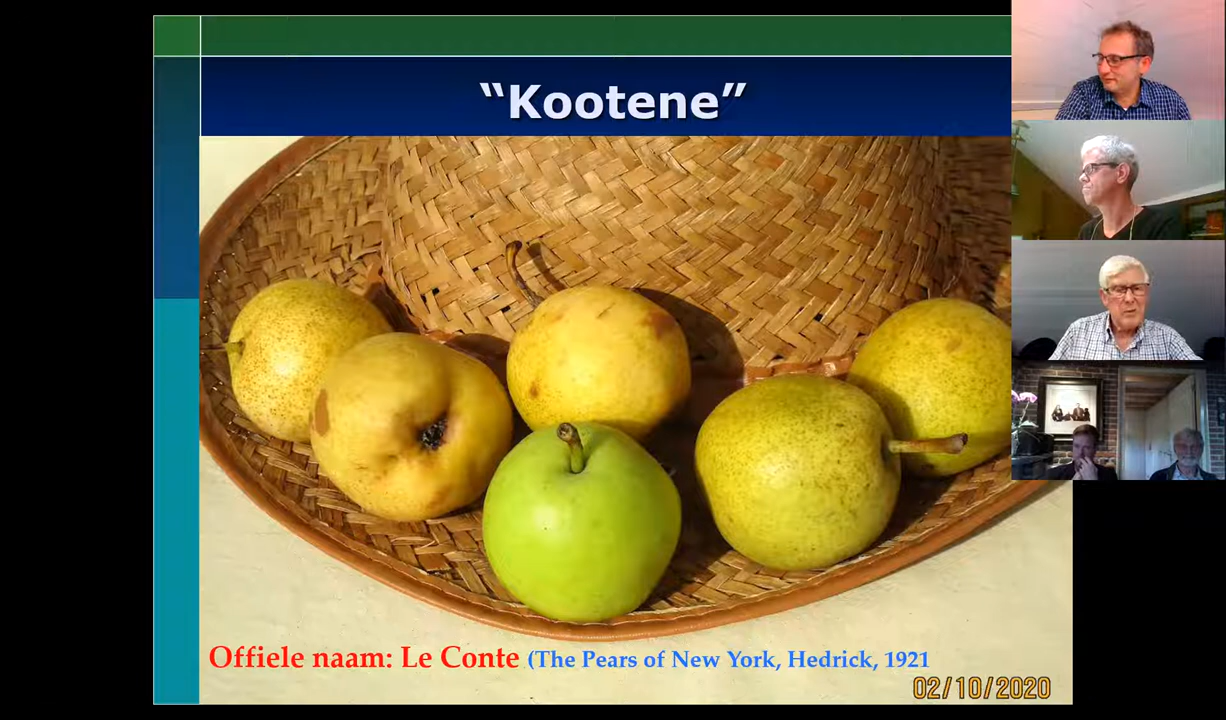 “Kootene”
Offiele naam: Le Conte (The Pears of New York, Hedrick, 1921
02/10/2020